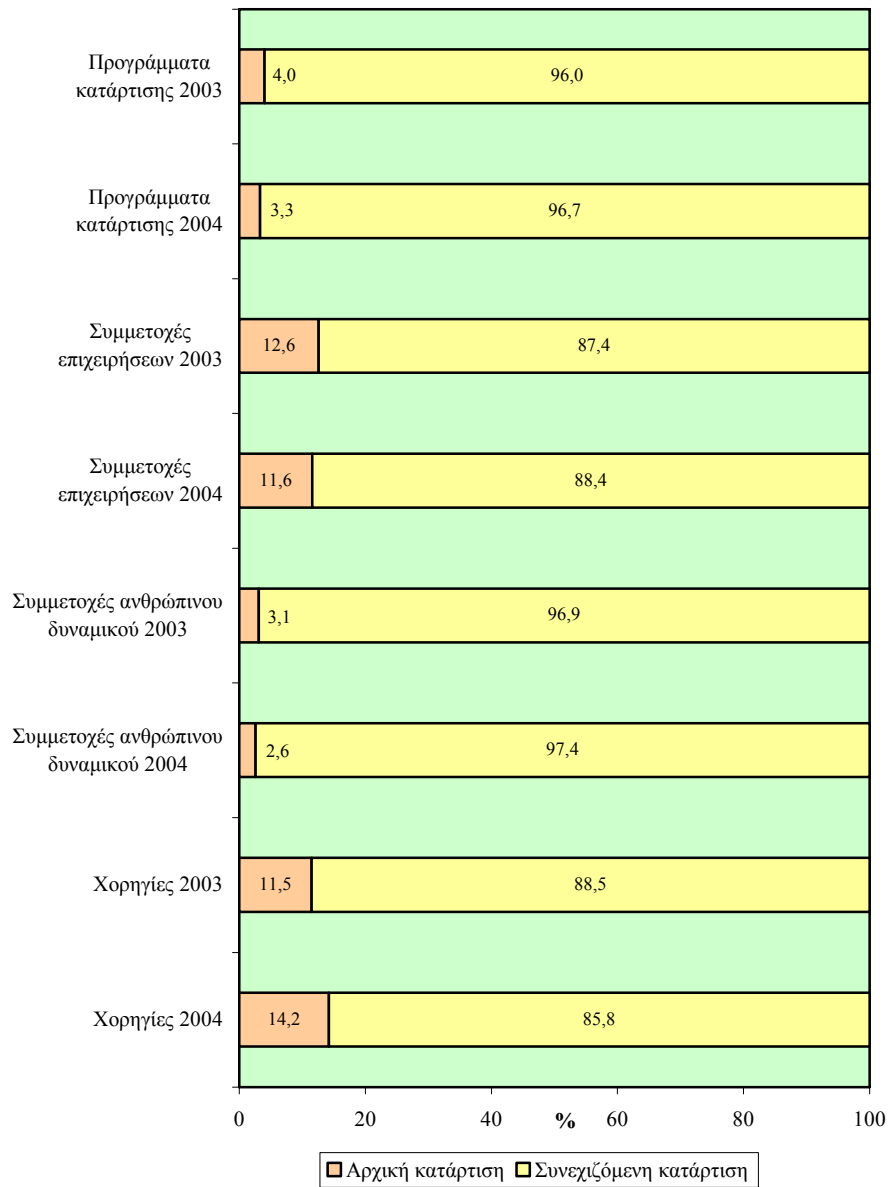 Προγράμματα
κατάρτισης 2003
4,0
96,0
Προγράμματα
κατάρτισης 2004
3,3
96,7
Συμμετοχές
επιχειρήσεων 2003
12,6
87,4
Συμμετοχές
επιχειρήσεων 2004
11,6
88,4
Συμμετοχές ανθρώπινου
δυναμικού 2003
3,1
96,9
Συμμετοχές ανθρώπινου
δυναμικού 2004
2,6
97,4
Χορηγίες 2003
11,5
88,5
Χορηγίες 2004
14,2
85,8
0 20 40 % 60 80 100
Αρχική κατάρτιση Συνεχιζόμενη κατάρτιση